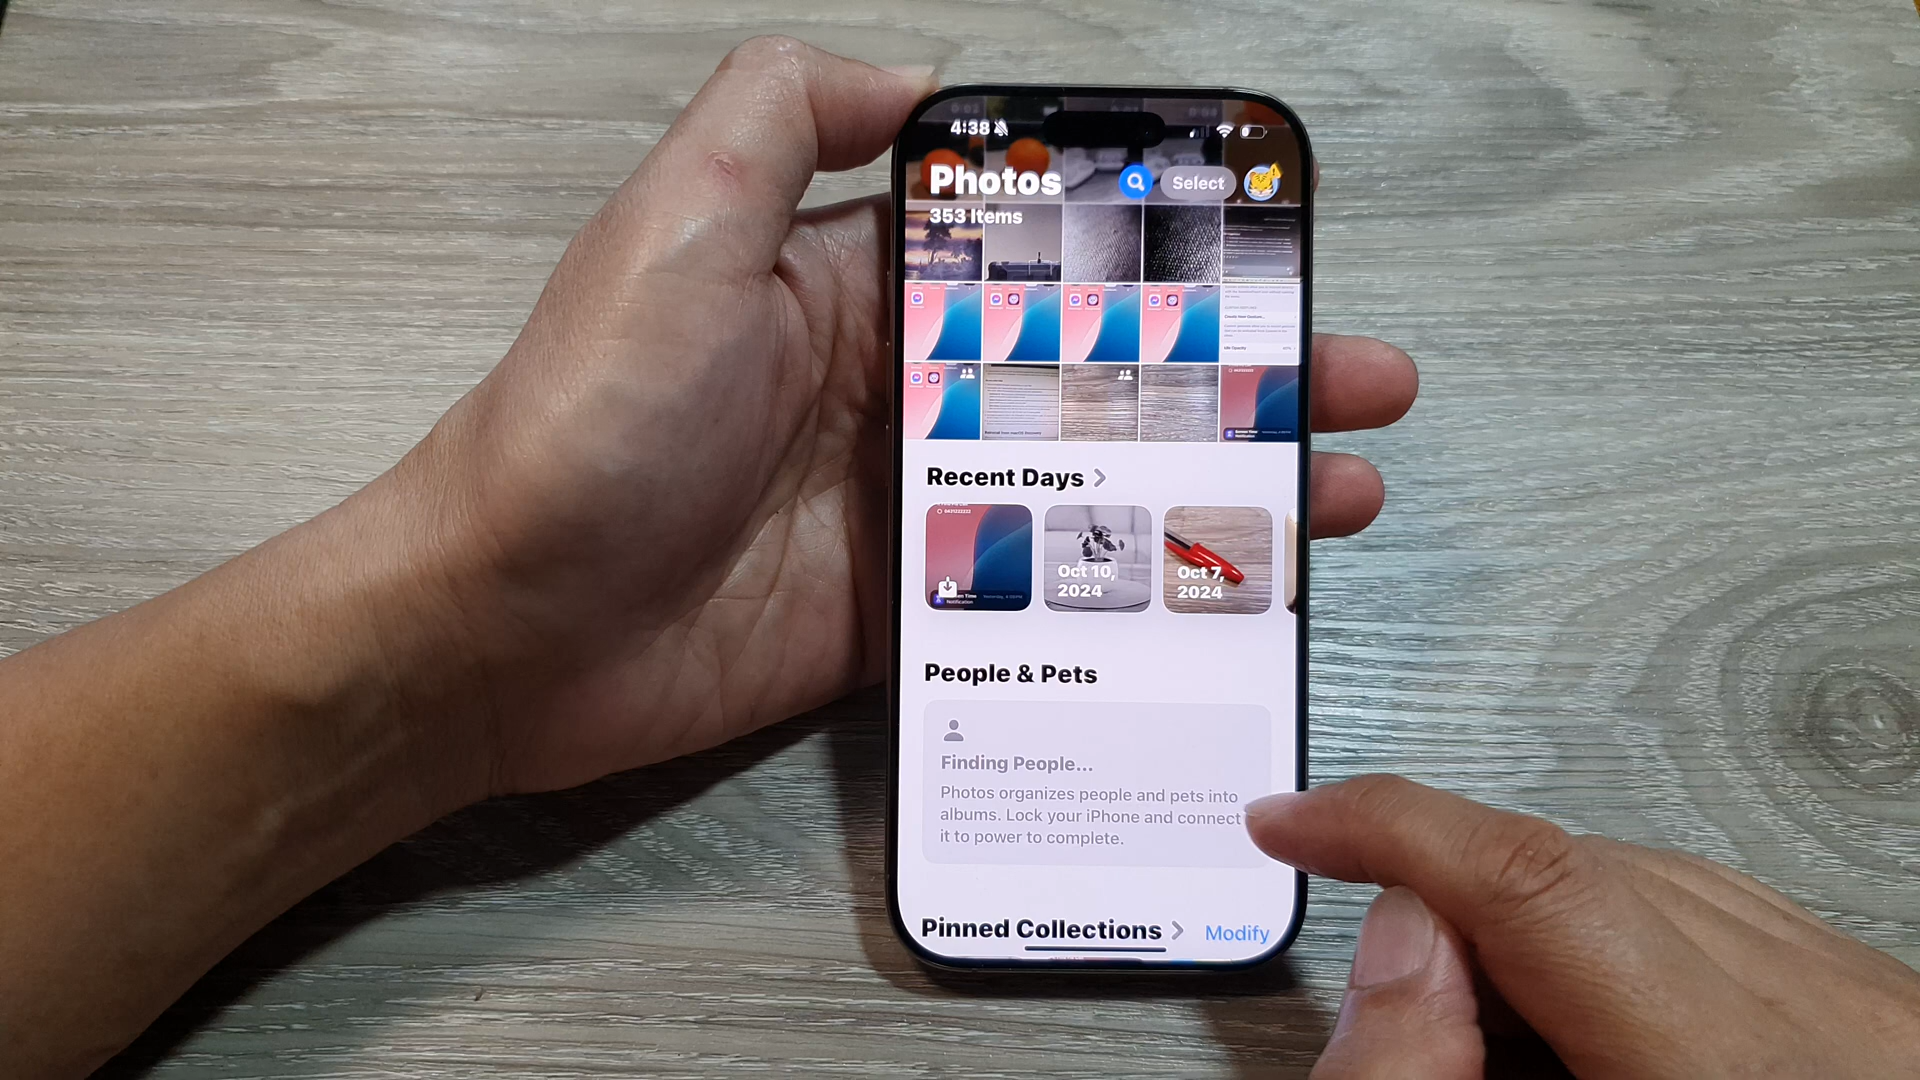 4:38
Photos
Select
353 Items
Recent Days
Oct 10,
2024
Oct 7,
2024
People & Pets
Finding People...
Photos organizes people and pets into
albums. Lock your iPhone and connect
it to power to complete.
Pinned Collections
Modify